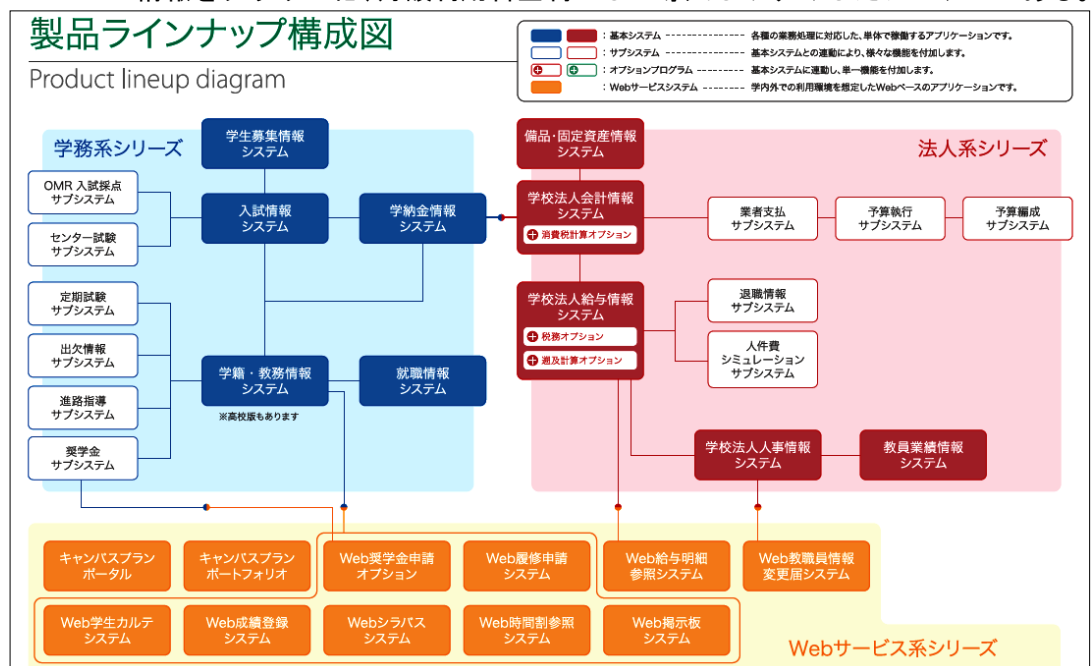 製品ラインナップ構成図
Product lineup diagram
：基本システム ---------------- 各種の業務処理に対応した、単体で稼働するアプリケーションです。
：サブシステム ---------------- 基本システムとの連動により、様々な機能を付加します。
：オプションプログラム -------- 基本システムに連動し、単一機能を付加します。
：Webサービスシステム -------- 学内外での利用環境を想定したWebベースのアプリケーションです。
学務系シリーズ
学生募集情報
システム
OMR 入試採点
サブシステム
センター試験
サブシステム
入試情報
システム
学納金情報
システム
定期試験
サブシステム
出欠情報
サブシステム
進路指導
サブシステム
奨学金
サブシステム
学籍・教務情報
システム
※高校版もあります
就職情報
システム
法人系シリーズ
備品・固定資産情報
システム
学校法人会計情報
システム
消費税計算オプション
業者支払
サブシステム
予算執行
サブシステム
予算編成
サブシステム
学校法人給与情報
システム
税務オプション
遡及計算オプション
退職情報
サブシステム
人件費
シミュレーション
サブシステム
学校法人人事情報
システム
教員業績情報
システム
キャンパスプラン
ポータル
キャンパスプラン
ポートフォリオ
Web奨学金申請
オプション
Web履修申請
システム
Web給与明細
参照システム
Web教職員情報
変更届システム
Web学生カルテ
システム
Web成績登録
システム
Webシラバス
システム
Web時間割参照
システム
Web掲示板
システム
Webサービス系シリーズ